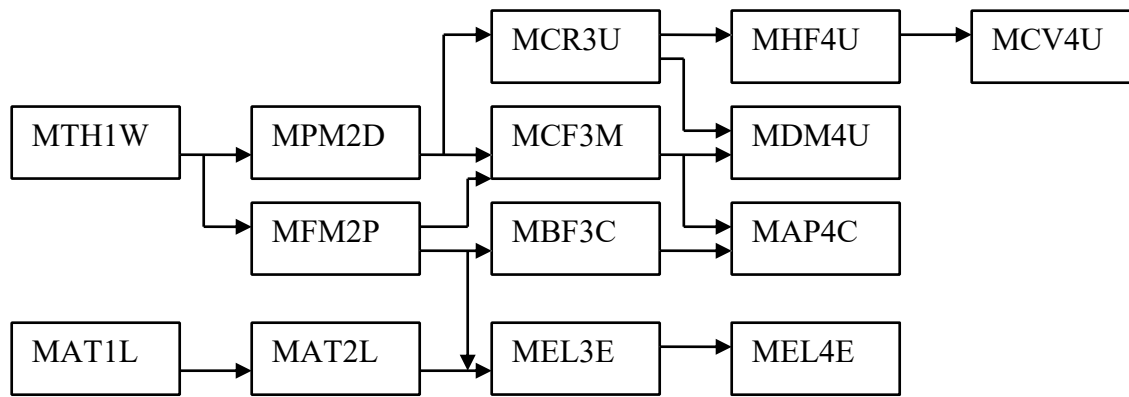 MCR3U MHF4U MCV4U
MTH1W MPM2D MCF3M MDM4U
MFM2P MBF3C MAP4C
MAT1L MAT2L MEL3E MEL4E